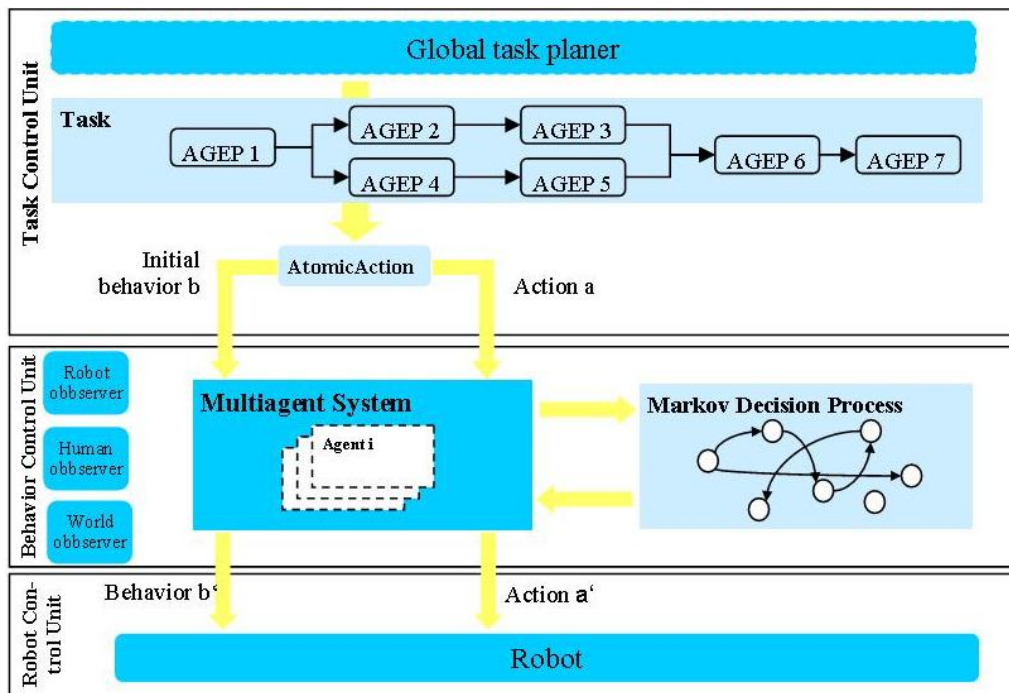 Task Control Unit
Global task planer
Task
AGEP 1
AGEP 2
AGEP 3
AGEP 4
AGEP 5
AGEP 6
AGEP 7
Initial
behavior b
AtomicAction
Action a
Behavior Control Unit
Robot
obbserver
Human
obbserver
World
obbserver
Multiagent System
Agent i
Markov Decision Process
Robot Con-
trol Unit
Behavior b‘
Action a‘
Robot